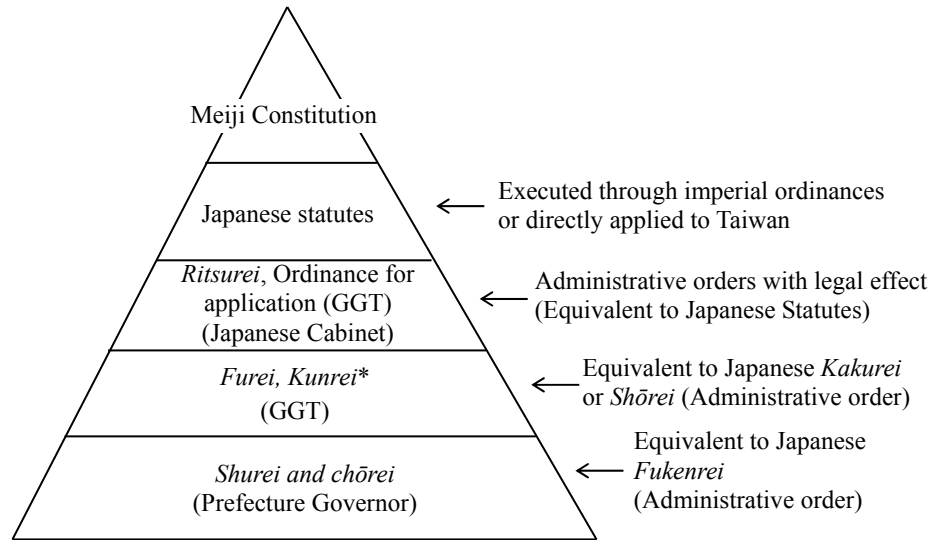 Meiji Constitution
Japanese statutes
Executed through imperial ordinances
or directly applied to Taiwan
Ritsurei, Ordinance for
application (GGT)
(Japanese Cabinet)
Administrative orders with legal effect
(Equivalent to Japanese Statutes)
Furei, Kunrei*
(GGT)
Equivalent to Japanese Kakurei
or Shōrei (Administrative order)
Shurei and chōrei
(Prefecture Governor)
Equivalent to Japanese
Fukenrei
(Administrative order)